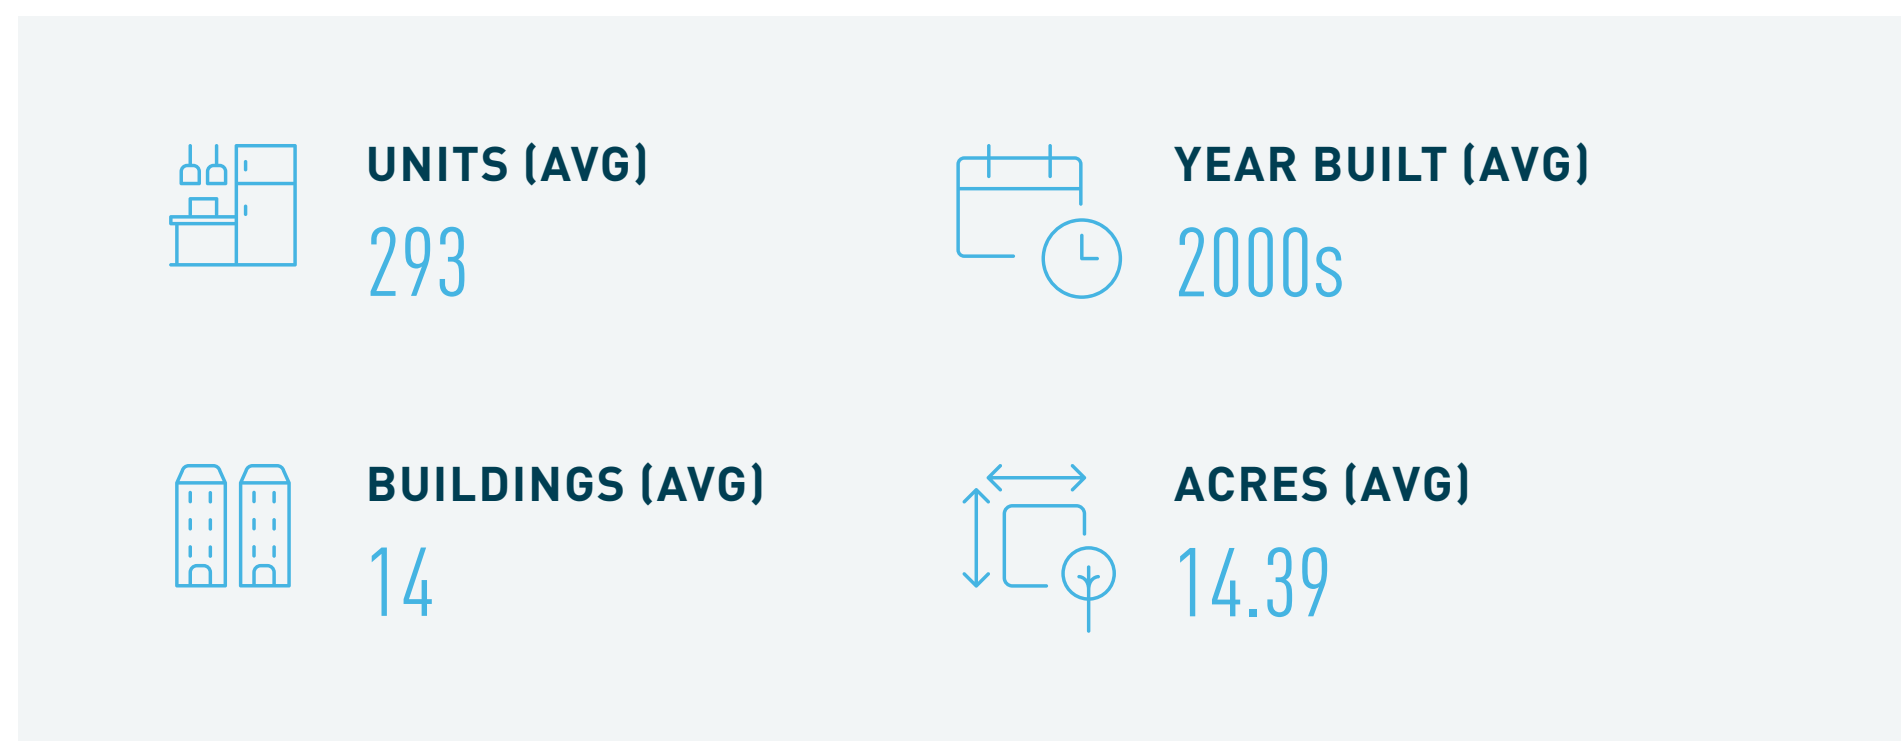 UNITS (AVG)
293
YEAR BUILT (AVG)
2000s
BUILDINGS (AVG)
14
ACRES (AVG)
14.39